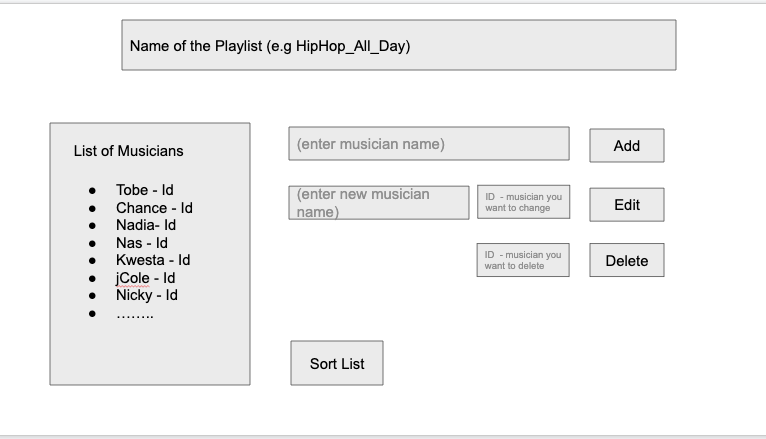 Name of the Playlist (e.g HipHop_All_Day)
List of Musicians
● Tobe - Id
● Chance - Id
● Nadia- Id
● Nas - Id
● Kwesta - Id
● jCole - Id
● Nicky - Id
● ……..
(enter musician name)
Add
(enter new musician
name)
ID - musician you
want to change
Edit
ID - musician you
want to delete
Delete
Sort List